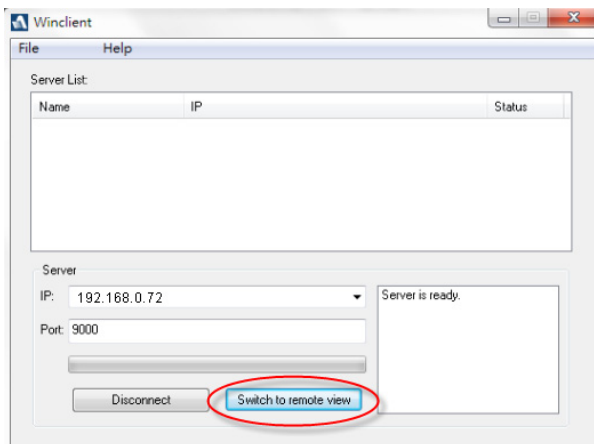 Winclient
File Help
Server List:
Name IP Status
Server
IP: 192.168.0.72
Server is ready.
Port: 9000
Disconnect Switch to remote view